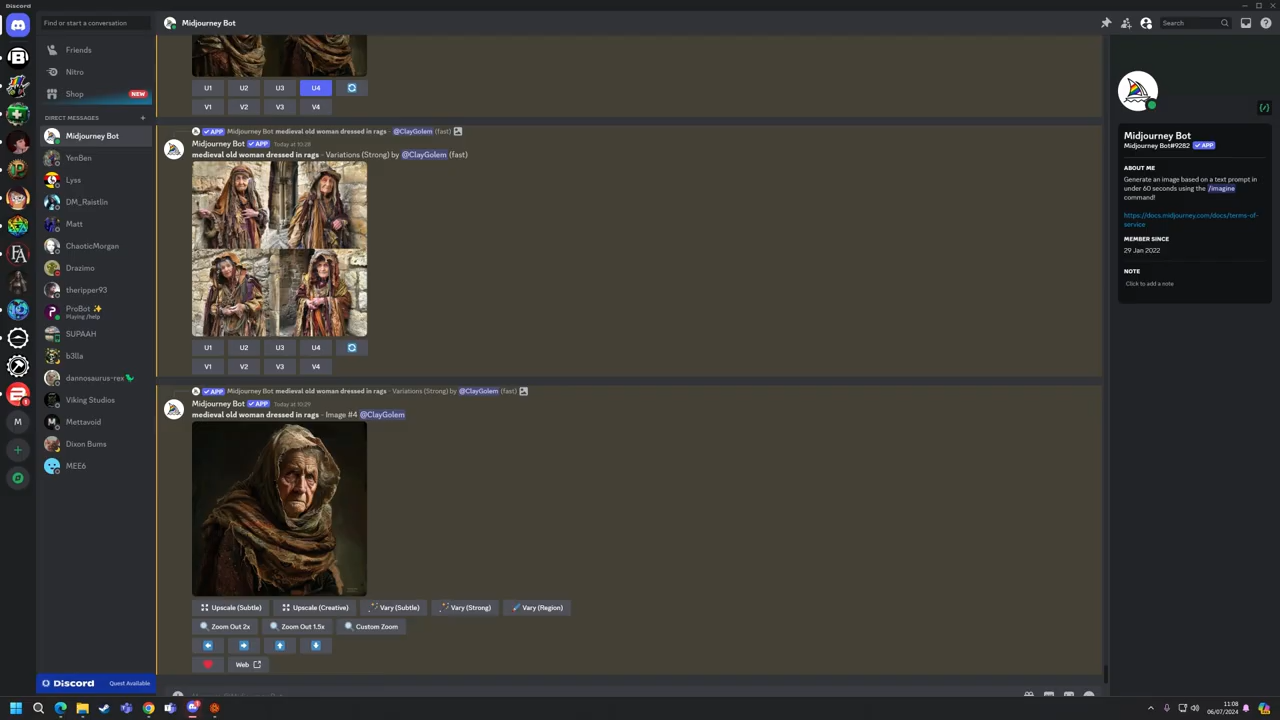 Discord
Find or start a conversation
Midjourney Bot
Search
Friends
Nitro
Shop
NEW
DIRECT MESSAGES
Midjourney Bot
YenBen
Lyss
DM_Raistlin
Matt
ChaoticMorgan
Drazimo
theripper93
ProBot ✨
Playing /help
SUPAAH
b3lla
dannosaurus-rex
Viking Studios
Mettavoid
Dixon Bums
MEE6
M
Discord
Quest Available
U1 U2 U3 U4
V1 V2 V3 V4
APP Midjourney Bot medieval old woman dressed in rags - @ClayGolem (fast)
Midjourney Bot APP Today at 10:28
medieval old woman dressed in rags - Variations (Strong) by @ClayGolem (fast)
U1 U2 U3 U4
V1 V2 V3 V4
APP Midjourney Bot medieval old woman dressed in rags - Variations (Strong) by @ClayGolem (fast)
Midjourney Bot APP Today at 10:29
medieval old woman dressed in rags - Image #4 @ClayGolem
Upscale (Subtle) Upscale (Creative) Vary (Subtle) Vary (Strong) Vary (Region)
Zoom Out 2x Zoom Out 1.5x Custom Zoom
Web
Midjourney Bot
Midjourney Bot#9282 APP
ABOUT ME
Generate an image based on a text prompt in
under 60 seconds using the /imagine
command!
https://docs.midjourney.com/docs/terms-of-
service
MEMBER SINCE
29 Jan 2022
NOTE
Click to add a note
11:08
06/07/2024